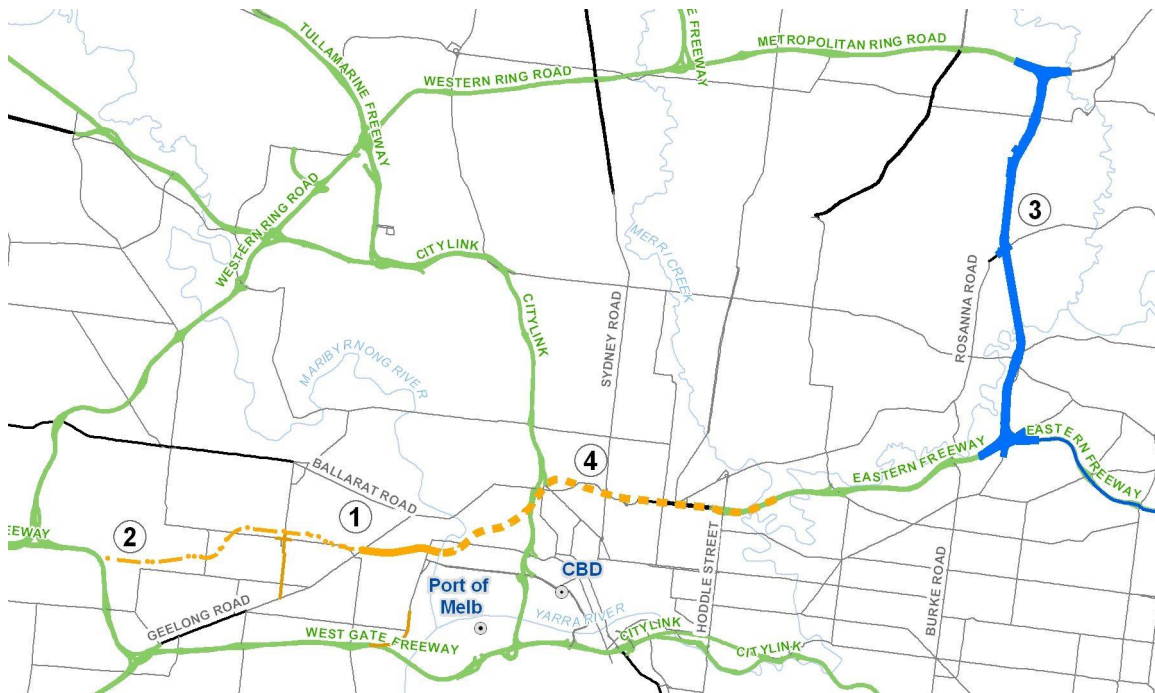 TULLAMARINE FREEWAY
E FREEWAY
METROPOLITAN RING ROAD
WESTERN RING ROAD
WESTERN RING ROAD
3
MERRI CREEK
CITYLINK
CITYLINK
ROSANNA ROAD
SYDNEY ROAD
MARIBYRNONG RIVER
EASTERN FREEWAY
EASTERN FREEWAY
4
BALLARAT ROAD
1
EEWAY
2
HODDLE STREET
BURKE ROAD
CBD
Port of
Melb
YARRA RIVER
GEELONG ROAD
WEST GATE FREEWAY
CITYLINK
CITYLINK